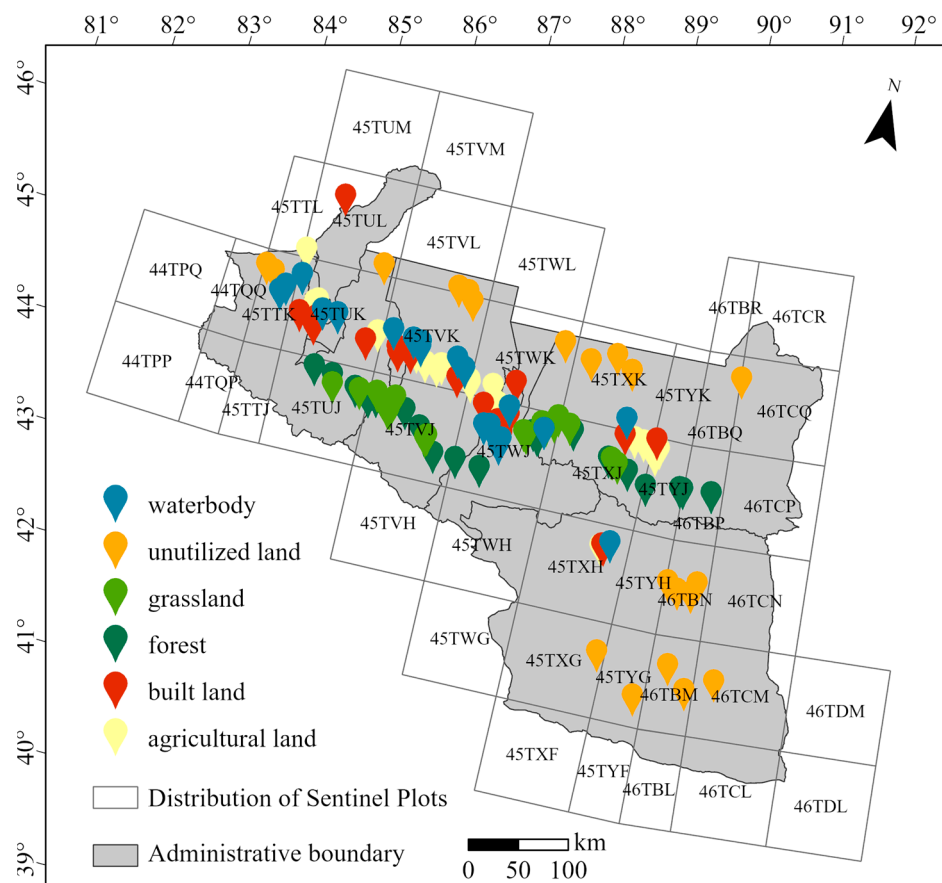 81° 82° 83° 84° 85° 86° 87° 88° 89° 90° 91° 92°
46°
45°
44°
43°
42°
41°
40°
39°
N
45TUM
45TVM
45TTL
45TUL
45TVL
45TWL
44TPQ
44TQQ
45TTK
45TUK
45TVK
45TWK
46TBR
46TCR
44TPP
44TQP
45TTJ
45TUJ
45TVJ
45TWJ
45TXK
45TYK
46TBQ
46TCQ
45TXJ
45TYJ
46TBP
46TCP
45TVH
45TWH
45TXH
45TYH
46TBN
46TCN
45TWG
45TXG
45TYG
46TBM
46TCM
46TDM
45TXF
45TYF
46TBL
46TCL
46TDL
waterbody
unutilized land
grassland
forest
built land
agricultural land
Distribution of Sentinel Plots
Administrative boundary
km
0 50 100